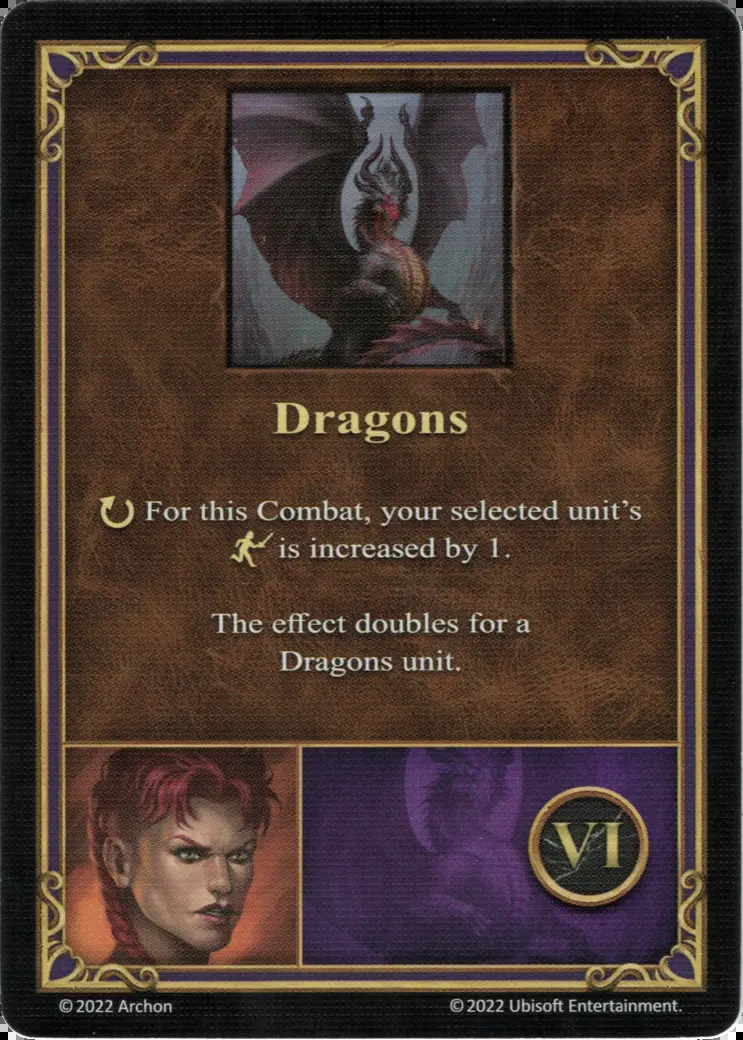 Dragons
For this Combat, your selected unit's
is increased by 1.
The effect doubles for a
Dragons unit.
VI
© 2022 Archon
© 2022 Ubisoft Entertainment.